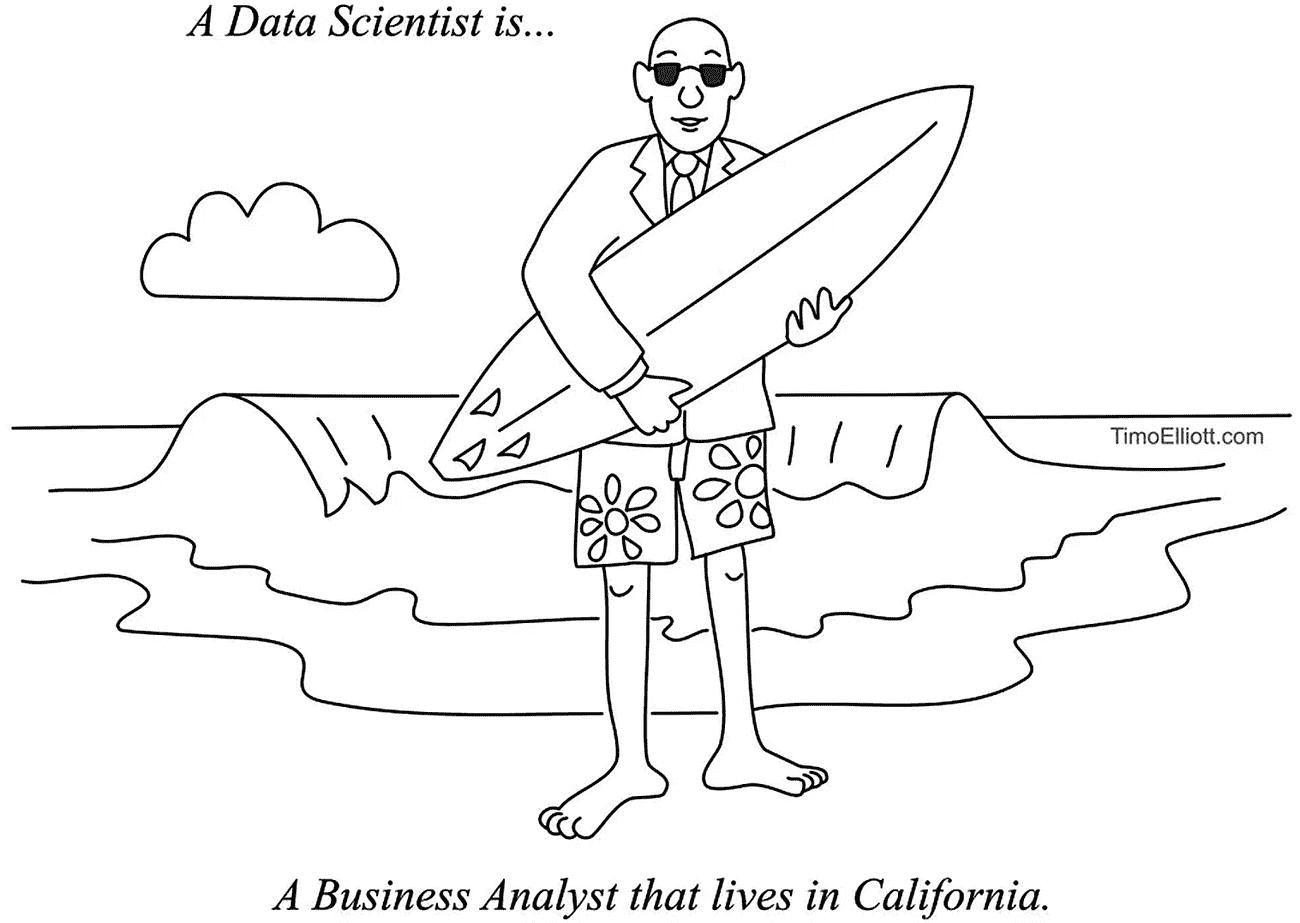 A Data Scientist is...
TimoElliott.com
A Business Analyst that lives in California.